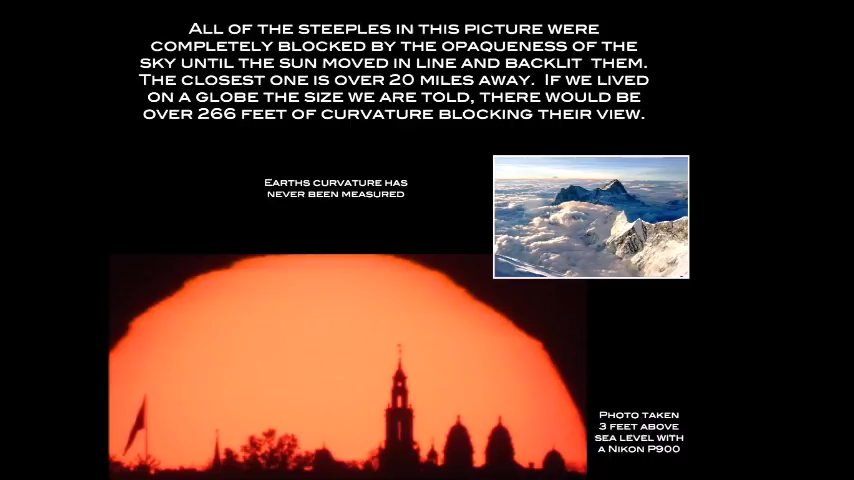 ALL OF THE STEEPLES IN THIS PICTURE WERE
COMPLETELY BLOCKED BY THE OPAQUENESS OF THE
SKY UNTIL THE SUN MOVED IN LINE AND BACKLIT THEM.
THE CLOSEST ONE IS OVER 20 MILES AWAY. IF WE LIVED
ON A GLOBE THE SIZE WE ARE TOLD, THERE WOULD BE
OVER 266 FEET OF CURVATURE BLOCKING THEIR VIEW.
EARTHS CURVATURE HAS
NEVER BEEN MEASURED
PHOTO TAKEN
3 FEET ABOVE
SEA LEVEL WITH
A NIKON P900